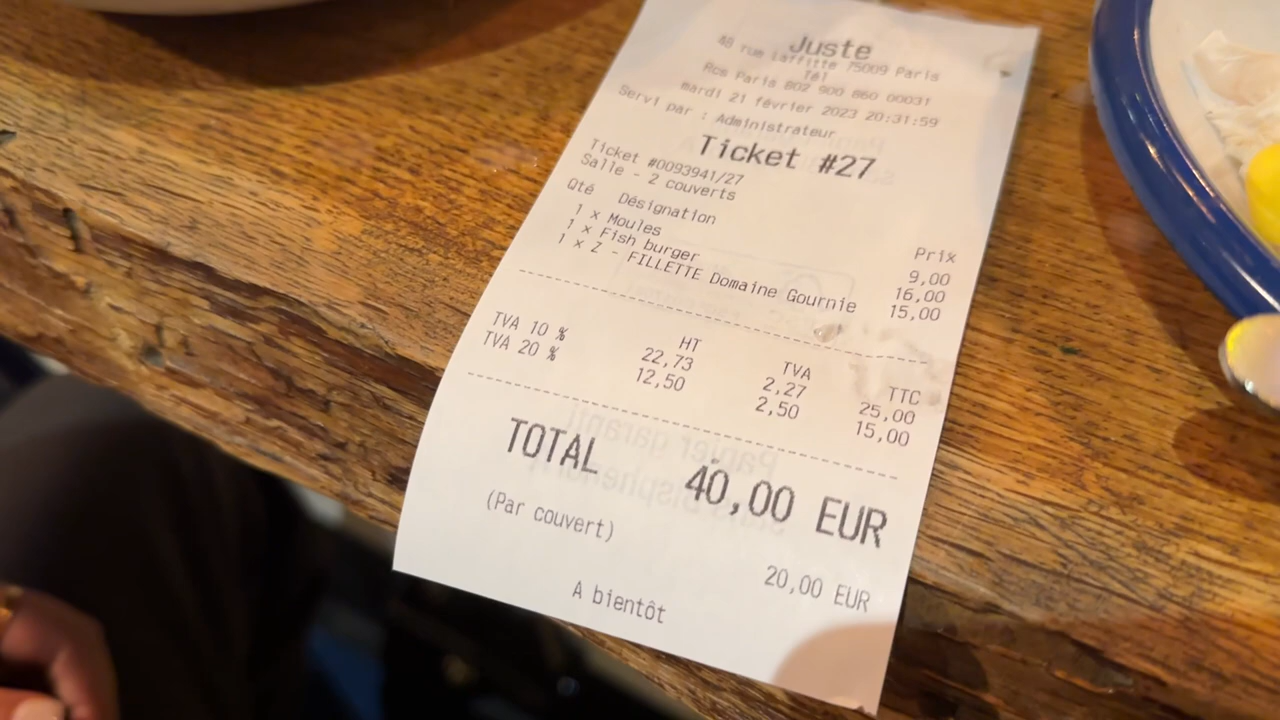 Juste
48 rue Laffitte 75009 Paris
Tél
Rcs Paris 802 900 860 00031
mardi 21 février 2023 20:31:59
Servi par : Administrateur
Ticket #27
Ticket #0093941/27
Salle - 2 couverts
Qté Désignation Prix
1 x Moules 9,00
1 x Fish burger 16,00
1 x Z - FILLETTE Domaine Gournie 15,00
HT TVA TTC
TVA 10 % 22,73 2,27 25,00
TVA 20 % 12,50 2,50 15,00
TOTAL 40,00 EUR
(Par couvert) 20,00 EUR
A bientôt
Papier garanti